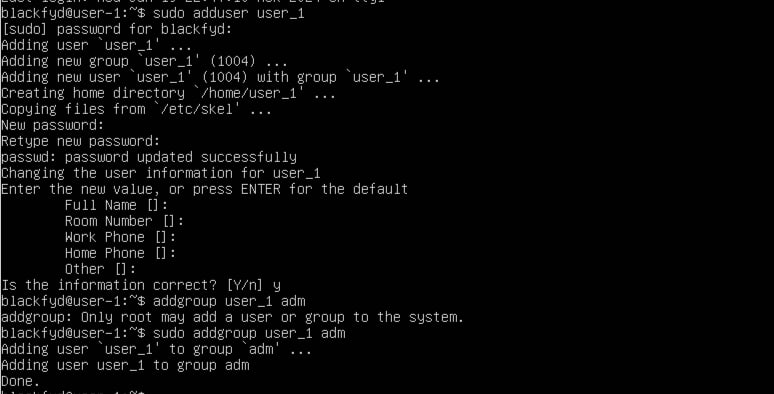 blackfyd@user-1:~$ sudo adduser user_1
[sudo] password for blackfyd:
Adding user `user_1' ...
Adding new group `user_1' (1004) ...
Adding new user `user_1' (1004) with group `user_1' ...
Creating home directory `/home/user_1' ...
Copying files from `/etc/skel' ...
New password:
Retype new password:
passwd: password updated successfully
Changing the user information for user_1
Enter the new value, or press ENTER for the default
        Full Name []:
        Room Number []:
        Work Phone []:
        Home Phone []:
        Other []:
Is the information correct? [Y/n] y
blackfyd@user-1:~$ addgroup user_1 adm
addgroup: Only root may add a user or group to the system.
blackfyd@user-1:~$ sudo addgroup user_1 adm
Adding user `user_1' to group `adm' ...
Adding user user_1 to group adm
Done.